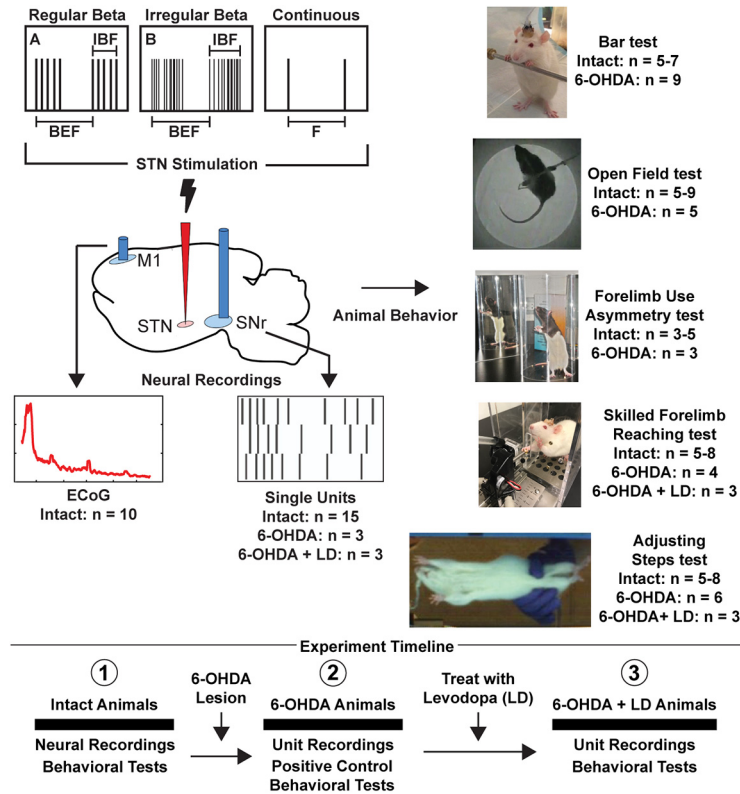 Regular Beta
Irregular Beta
Continuous
A
IBF
B
IBF
BEF
BEF
F
STN Stimulation
M1
STN
SNr
Animal Behavior
Neural Recordings
ECoG
Intact: n = 10
Single Units
Intact: n = 15
6-OHDA: n = 3
6-OHDA + LD: n = 3
Bar test
Intact: n = 5-7
6-OHDA: n = 9
Open Field test
Intact: n = 5-9
6-OHDA: n = 5
Forelimb Use
Asymmetry test
Intact: n = 3-5
6-OHDA: n = 3
Skilled Forelimb
Reaching test
Intact: n = 5-8
6-OHDA: n = 4
6-OHDA + LD: n = 3
Adjusting
Steps test
Intact: n = 5-8
6-OHDA: n = 6
6-OHDA+ LD: n = 3
Experiment Timeline
1
Intact Animals
Neural Recordings
Behavioral Tests
6-OHDA
Lesion
2
6-OHDA Animals
Unit Recordings
Positive Control
Behavioral Tests
Treat with
Levodopa (LD)
3
6-OHDA + LD Animals
Unit Recordings
Behavioral Tests